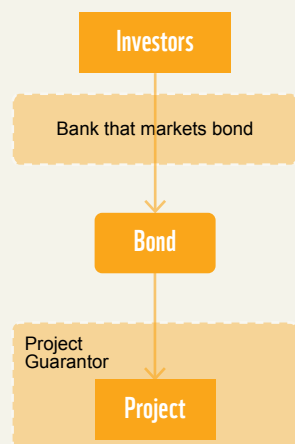 Investors
Bank that markets bond
Bond
Project
Guarantor
Project